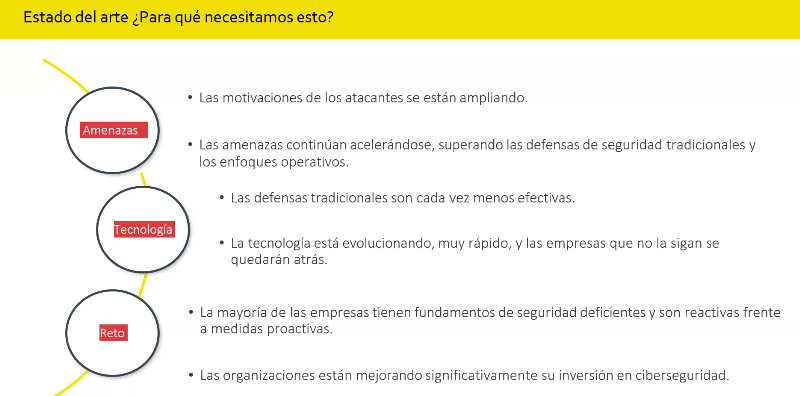 Estado del arte ¿Para qué necesitamos esto?
Amenazas
• Las motivaciones de los atacantes se están ampliando.
• Las amenazas continúan acelerándose, superando las defensas de seguridad tradicionales y
los enfoques operativos.
Tecnología
• Las defensas tradicionales son cada vez menos efectivas.
• La tecnología está evolucionando, muy rápido, y las empresas que no la sigan se
quedarán atrás.
Reto
• La mayoría de las empresas tienen fundamentos de seguridad deficientes y son reactivas frente
a medidas proactivas.
• Las organizaciones están mejorando significativamente su inversión en ciberseguridad.